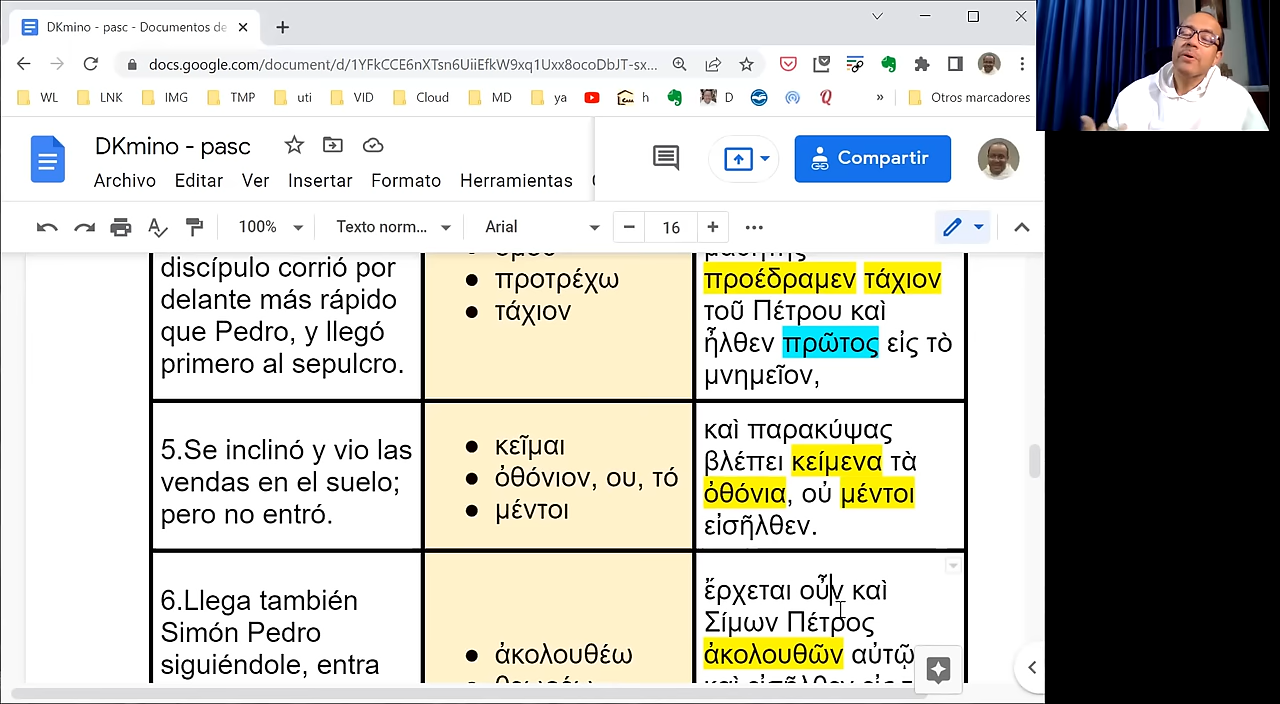 DKmino - pasc - Documentos de
docs.google.com/document/d/1YFkCCE6nXTsn6UiiEfkW9xq1Uxx8ocoDbJT-sx...
WL LNK IMG TMP uti VID Cloud MD ya h D » Otros marcadores
DKmino - pasc
Compartir
Archivo Editar Ver Insertar Formato Herramientas
100% Texto norm... Arial 16
discípulo corrió por
delante más rápido
que Pedro, y llegó
primero al sepulcro.
• προτρέχω
• τάχιον
μαθητὴς
προέδραμεν τάχιον
τοῦ Πέτρου καὶ
ἦλθεν πρῶτος εἰς τὸ
μνημεῖον,
5.Se inclinó y vio las
vendas en el suelo;
pero no entró.
• κεῖμαι
• ὀθόνιον, ου, τό
• μέντοι
καὶ παρακύψας
βλέπει κείμενα τὰ
ὀθόνια, οὐ μέντοι
εἰσῆλθεν.
6.Llega también
Simón Pedro
siguiéndole, entra
• ἀκολουθέω
ἔρχεται οὖν καὶ
Σίμων Πέτρος
ἀκολουθῶν αὐτῷ